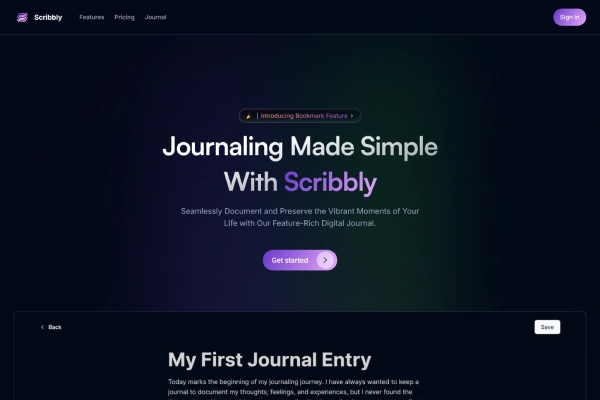 Scribbly
Features Pricing Journal
Sign in
Introducing Bookmark Feature
Journaling Made Simple
With Scribbly
Seamlessly Document and Preserve the Vibrant Moments of Your
Life with Our Feature-Rich Digital Journal.
Get started
Back
Save
My First Journal Entry
Today marks the beginning of my journaling journey. I have always wanted to keep a
journal to document my thoughts, feelings, and experiences, but I never found the